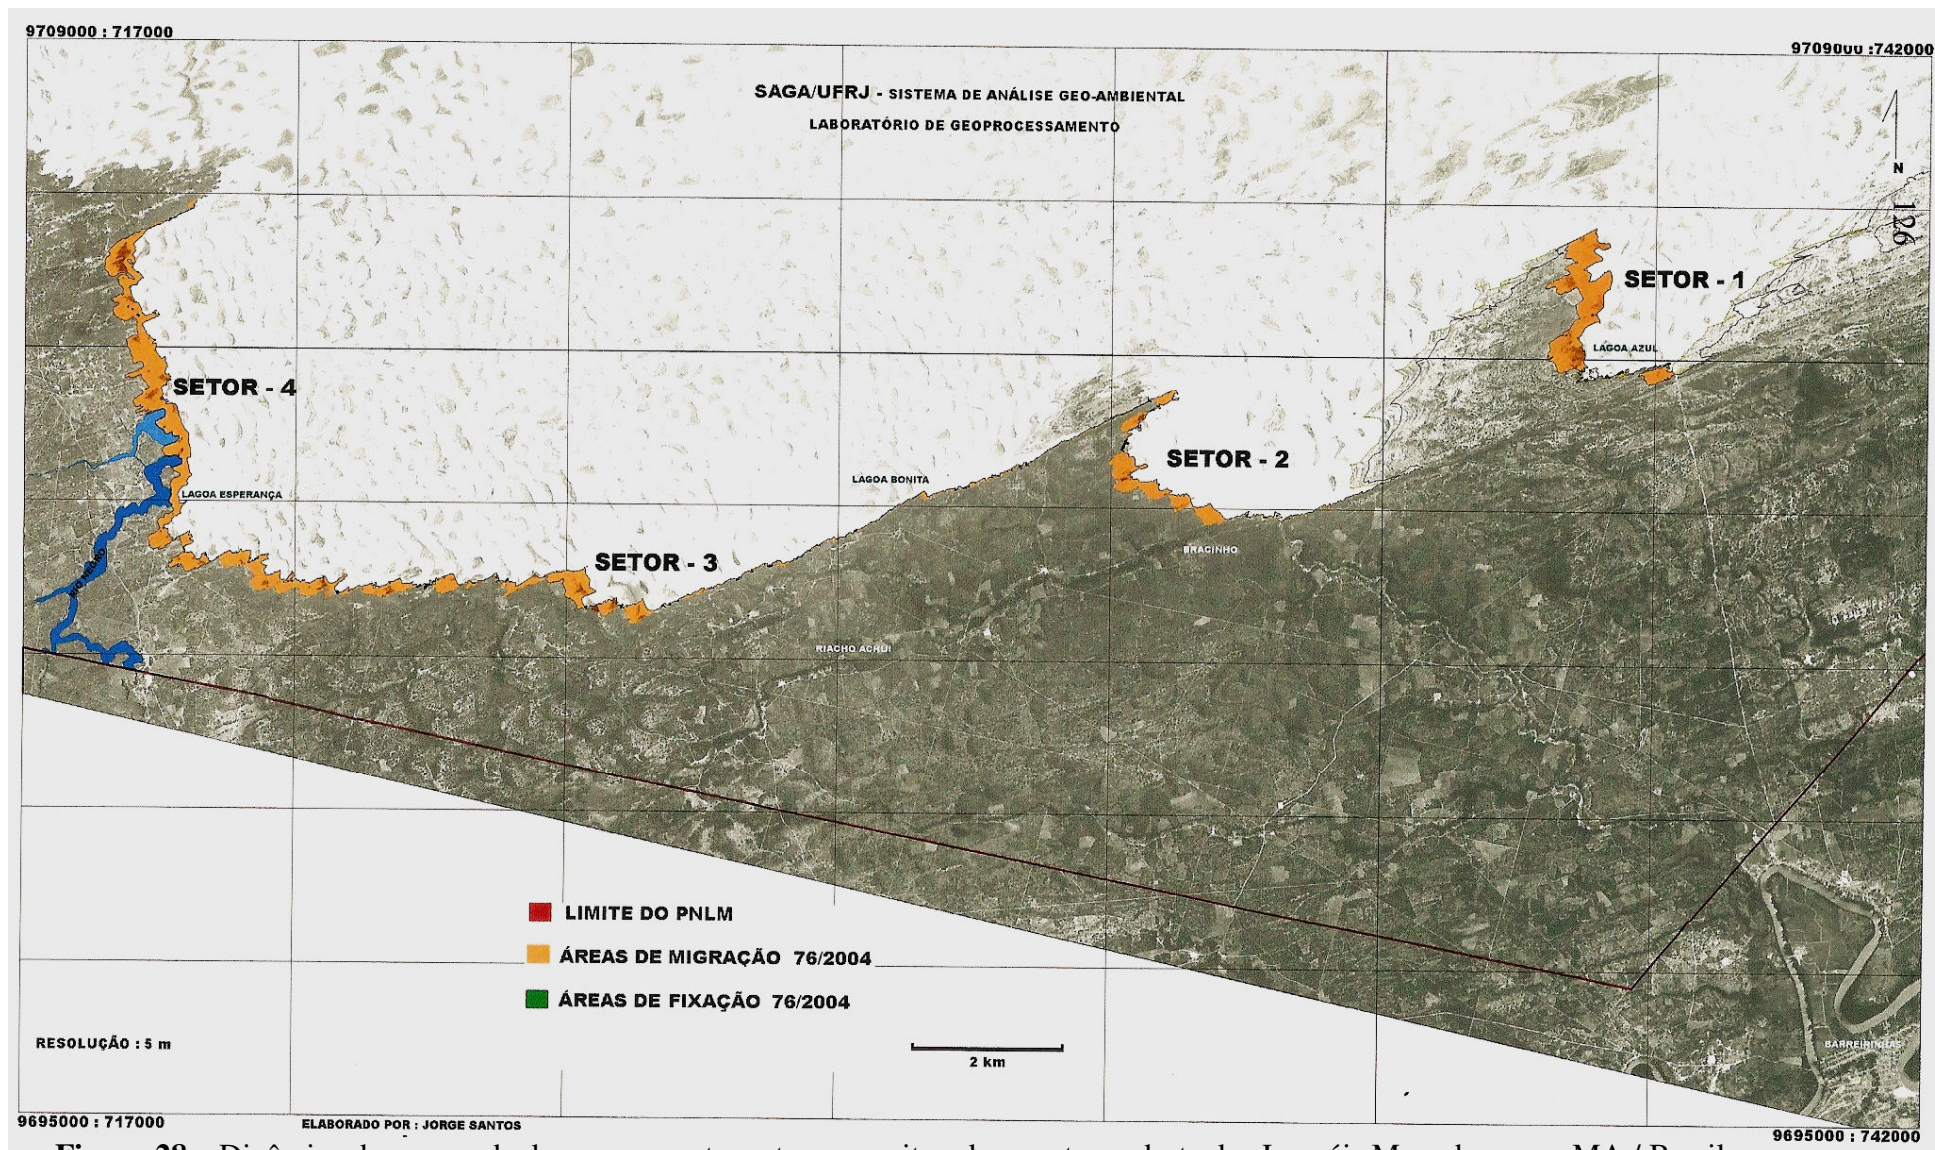 9709000 : 717000
9709000 :742000
SAGA/UFRJ - SISTEMA DE ANÁLISE GEO-AMBIENTAL
LABORATÓRIO DE GEOPROCESSAMENTO
N
126
SETOR - 1
LAGOA AZUL
SETOR - 4
SETOR - 2
LAGOA BONITA
LAGOA ESPERANÇA
BRACINHO
SETOR - 3
RIO NEGRO
RIACHO ACHUI
LIMITE DO PNLM
ÁREAS DE MIGRAÇÃO 76/2004
ÁREAS DE FIXAÇÃO 76/2004
RESOLUÇÃO : 5 m
2 km
BARREIRINHAS
9695000 : 717000
ELABORADO POR : JORGE SANTOS
9695000 : 742000